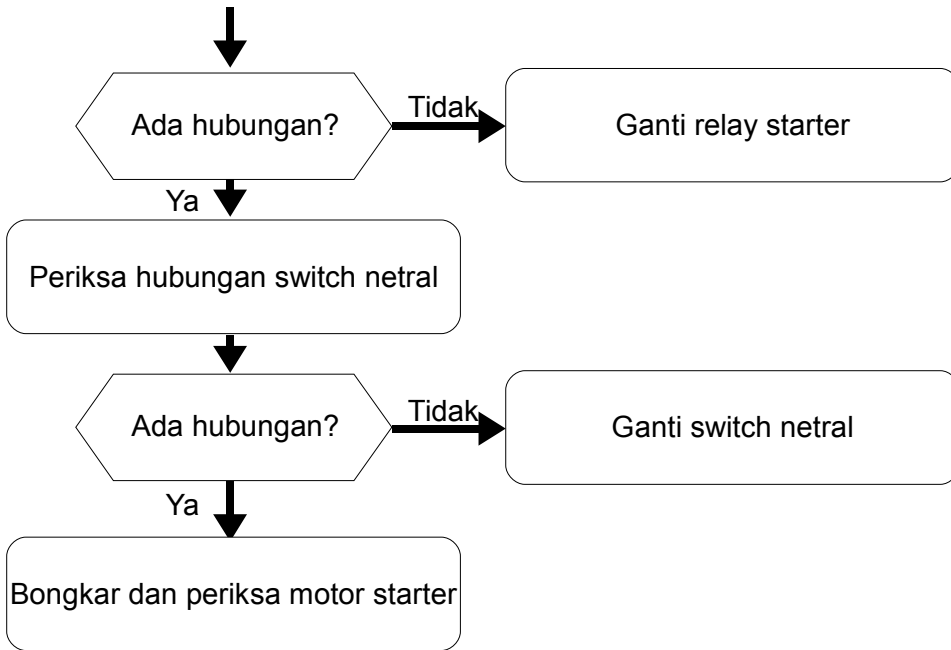 Ada hubungan?
Tidak
Ganti relay starter
Ya
Periksa hubungan switch netral
Ada hubungan?
Tidak
Ganti switch netral
Ya
Bongkar dan periksa motor starter